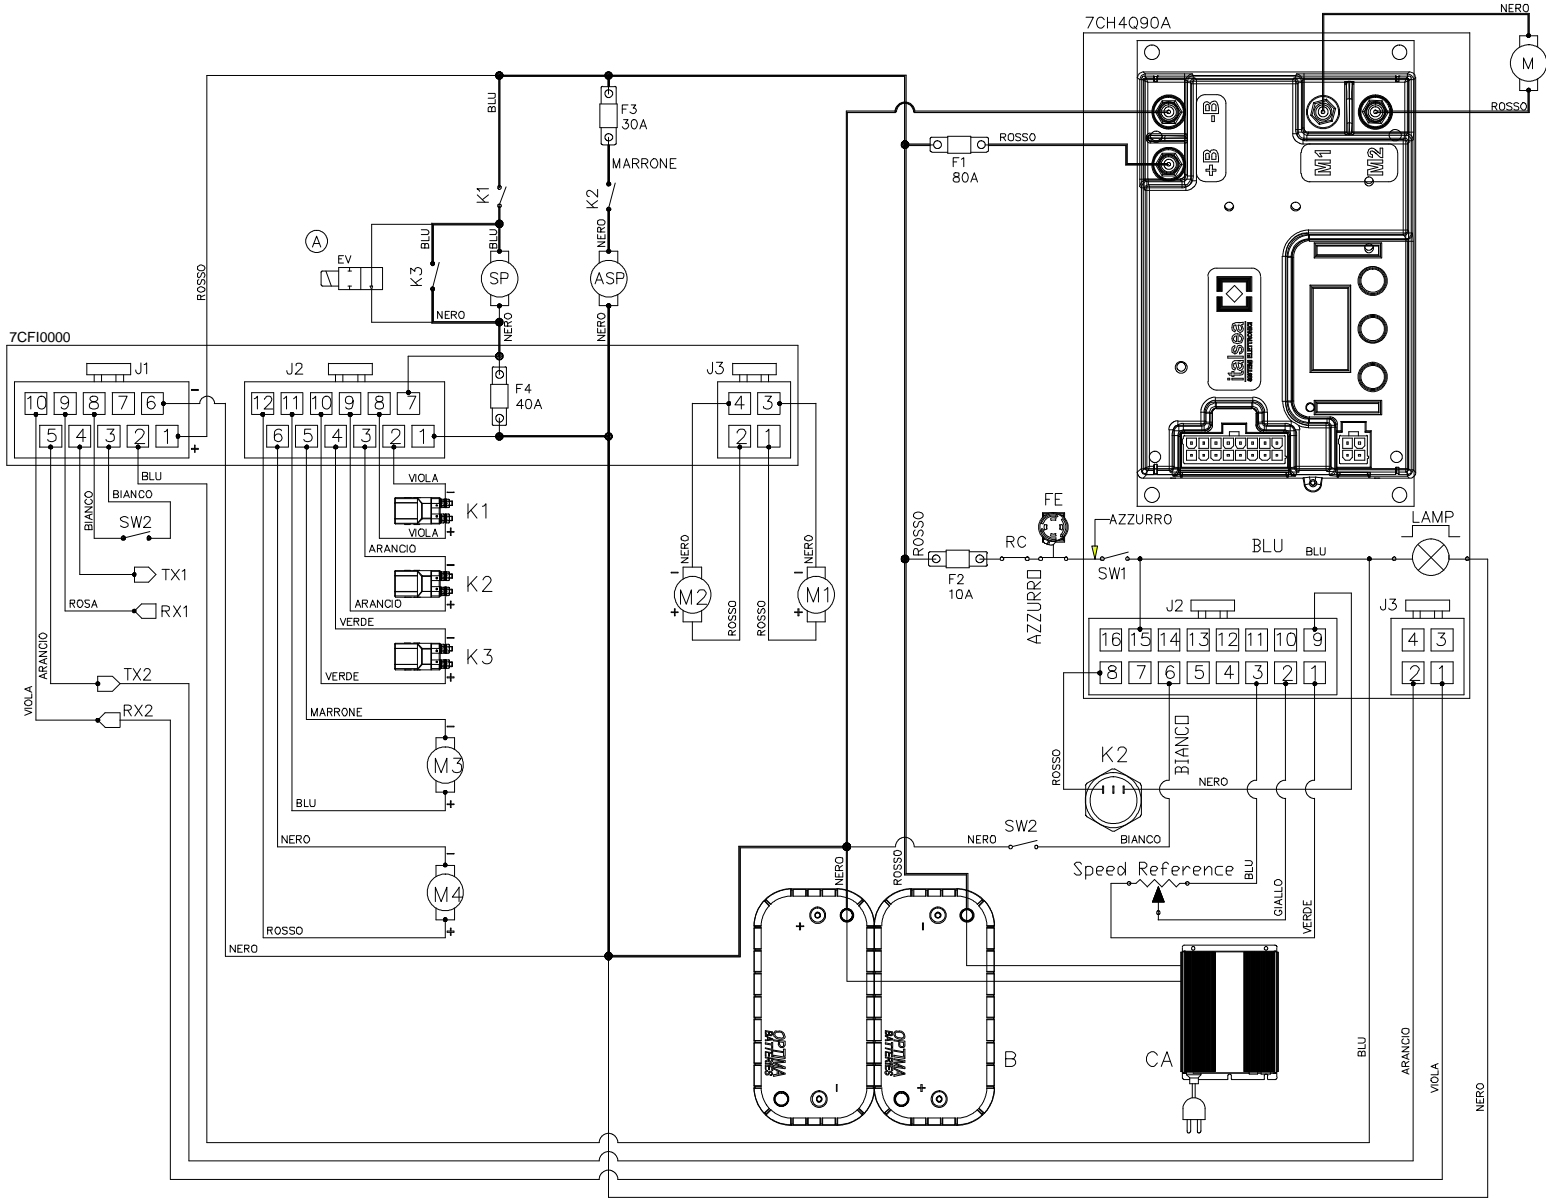 7CH4Q90A
NERO
M
ROSSO
F3
30A
BLU
MARRONE
K1
K2
NERO
A
EV
BLU
BLU
K3
SP
ASP
NERO
NERO
NERO
ROSSO
F1
80A
ROSSO
+B -B
M1
M2
italsea
7CFI0000
J1
10 9 8 7 6
5 4 3 2 1
-
+
J2
12 11 10 9 8 7
6 5 4 3 2 1
F4
40A
J3
4 3
2 1
BLU
BIANCO
BIANCO
SW2
TX1
ROSA
RX1
ARANCIO
VIOLA
TX2
RX2
VIOLA
-
K1
VIOLA
+
ARANCIO
-
K2
ARANCIO
+
VERDE
-
K3
VERDE
+
MARRONE
-
M3
BLU
+
NERO
-
M4
ROSSO
+
NERO
NERO
-
M2
+
ROSSO
ROSSO
NERO
-
M1
+
ROSSO
F2
10A
RC
FE
AZZURRO
AZZURRO
SW1
BLU
BLU
LAMP
J2
16 15 14 13 12 11 10 9
8 7 6 5 4 3 2 1
J3
4 3
2 1
ROSSO
K2
BIANCO
NERO
NERO
SW2
BIANCO
Speed Reference
BLU
GIALLO
VERDE
NERO
ROSSO
+
-
OPTIMA
BATTERIES
-
+
OPTIMA
BATTERIES
B
CA
BLU
ARANCIO
VIOLA
NERO